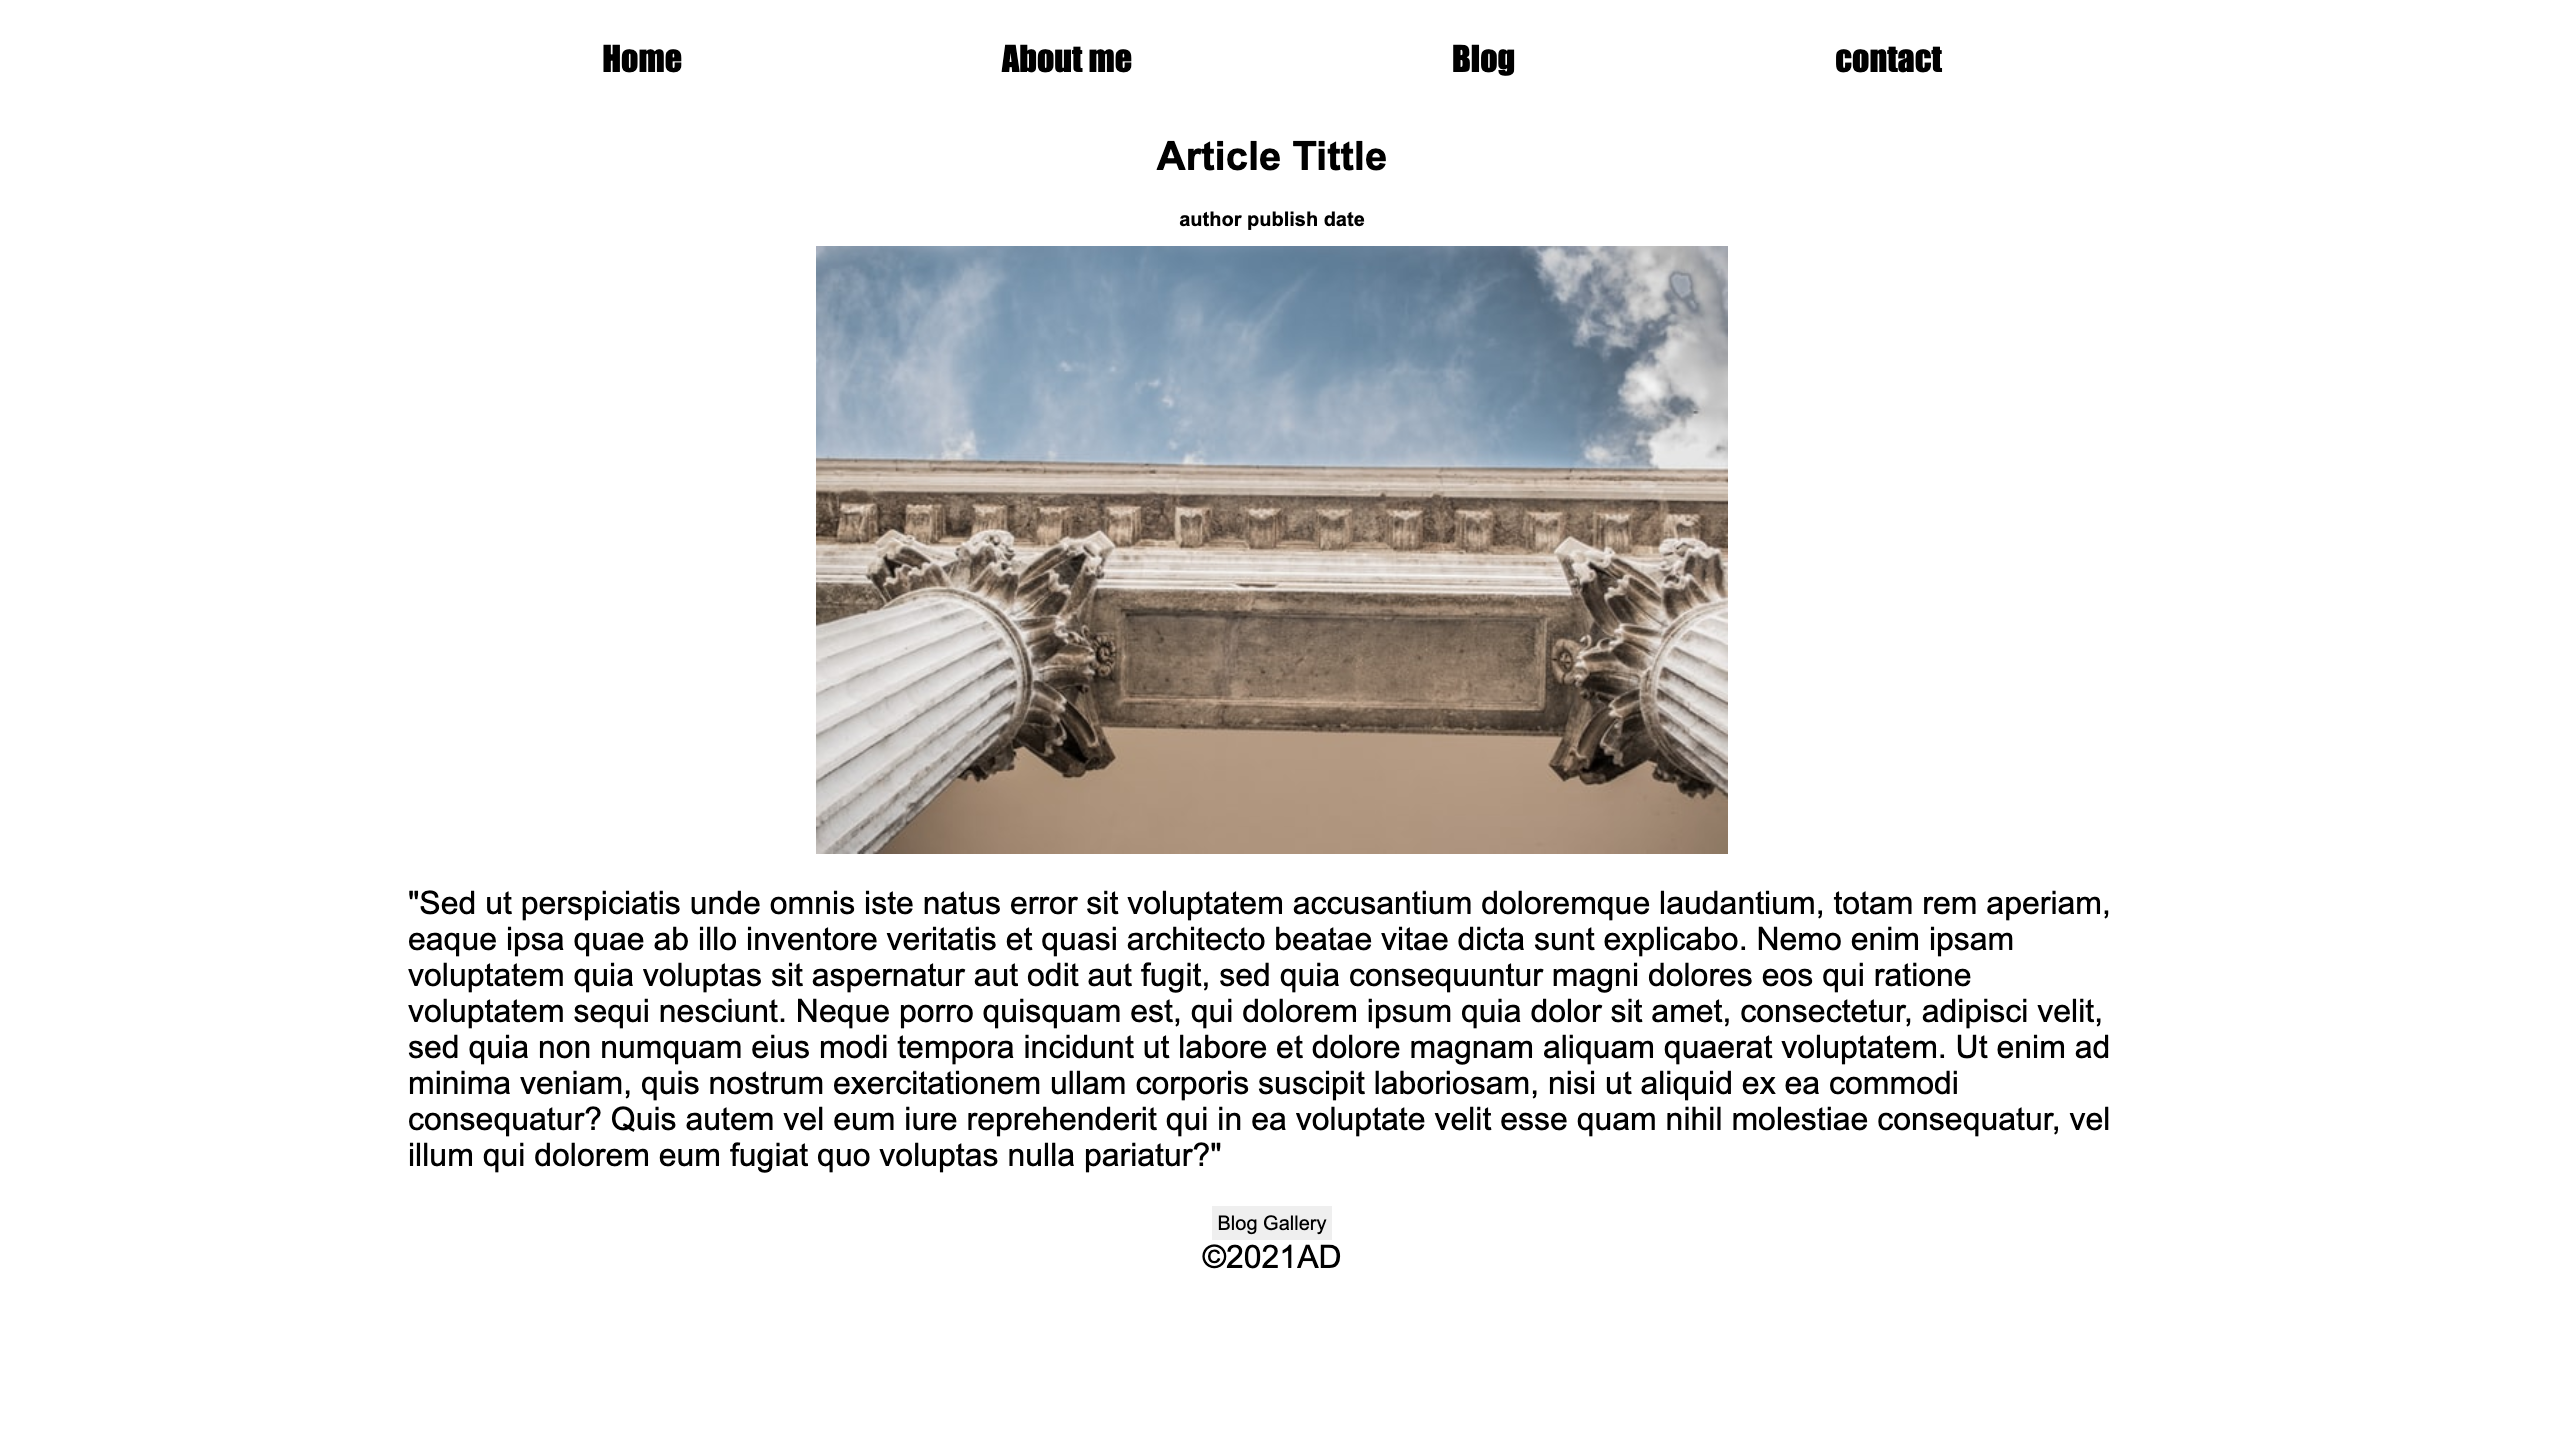 Home About me Blog contact
Article Tittle
author publish date
"Sed ut perspiciatis unde omnis iste natus error sit voluptatem accusantium doloremque laudantium, totam rem aperiam,
eaque ipsa quae ab illo inventore veritatis et quasi architecto beatae vitae dicta sunt explicabo. Nemo enim ipsam
voluptatem quia voluptas sit aspernatur aut odit aut fugit, sed quia consequuntur magni dolores eos qui ratione
voluptatem sequi nesciunt. Neque porro quisquam est, qui dolorem ipsum quia dolor sit amet, consectetur, adipisci velit,
sed quia non numquam eius modi tempora incidunt ut labore et dolore magnam aliquam quaerat voluptatem. Ut enim ad
minima veniam, quis nostrum exercitationem ullam corporis suscipit laboriosam, nisi ut aliquid ex ea commodi
consequatur? Quis autem vel eum iure reprehenderit qui in ea voluptate velit esse quam nihil molestiae consequatur, vel
illum qui dolorem eum fugiat quo voluptas nulla pariatur?"
Blog Gallery
©2021AD